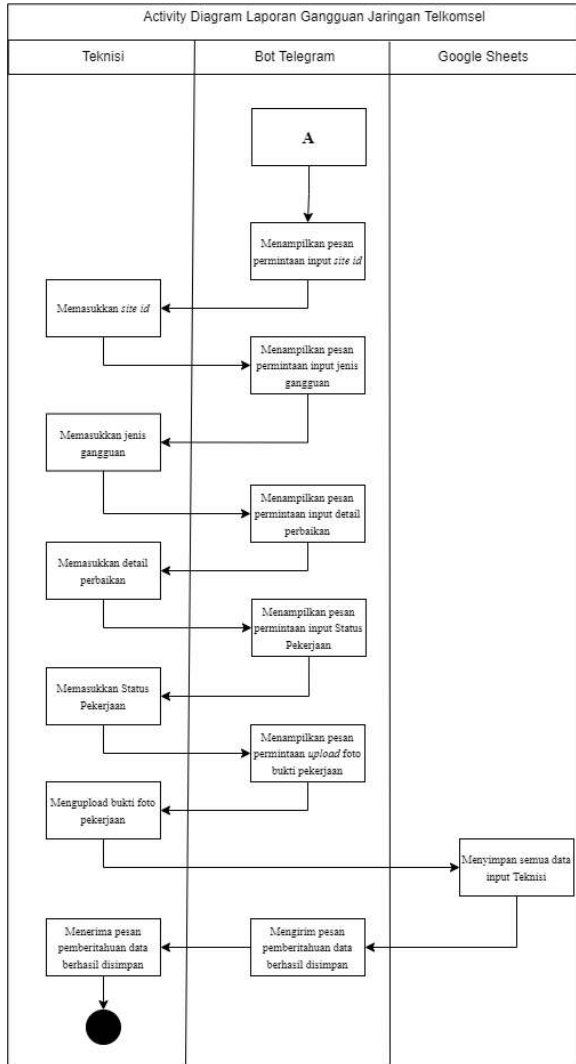 Activity Diagram Laporan Gangguan Jaringan Telkomsel
Teknisi
Bot Telegram
Google Sheets
A
Menampilkan pesan
permintaan input site id
Memasukkan site id
Menampilkan pesan
permintaan input jenis
gangguan
Memasukkan jenis
gangguan
Menampilkan pesan
permintaan input detail
perbaikan
Memasukkan detail
perbaikan
Menampilkan pesan
permintaan input Status
Pekerjaan
Memasukkan Status
Pekerjaan
Menampilkan pesan
permintaan upload foto
bukti pekerjaan
Mengupload bukti foto
pekerjaan
Menyimpan semua data
input Teknisi
Menerima pesan
pemberitahuan data
berhasil disimpan
Mengirim pesan
pemberitahuan data
berhasil disimpan